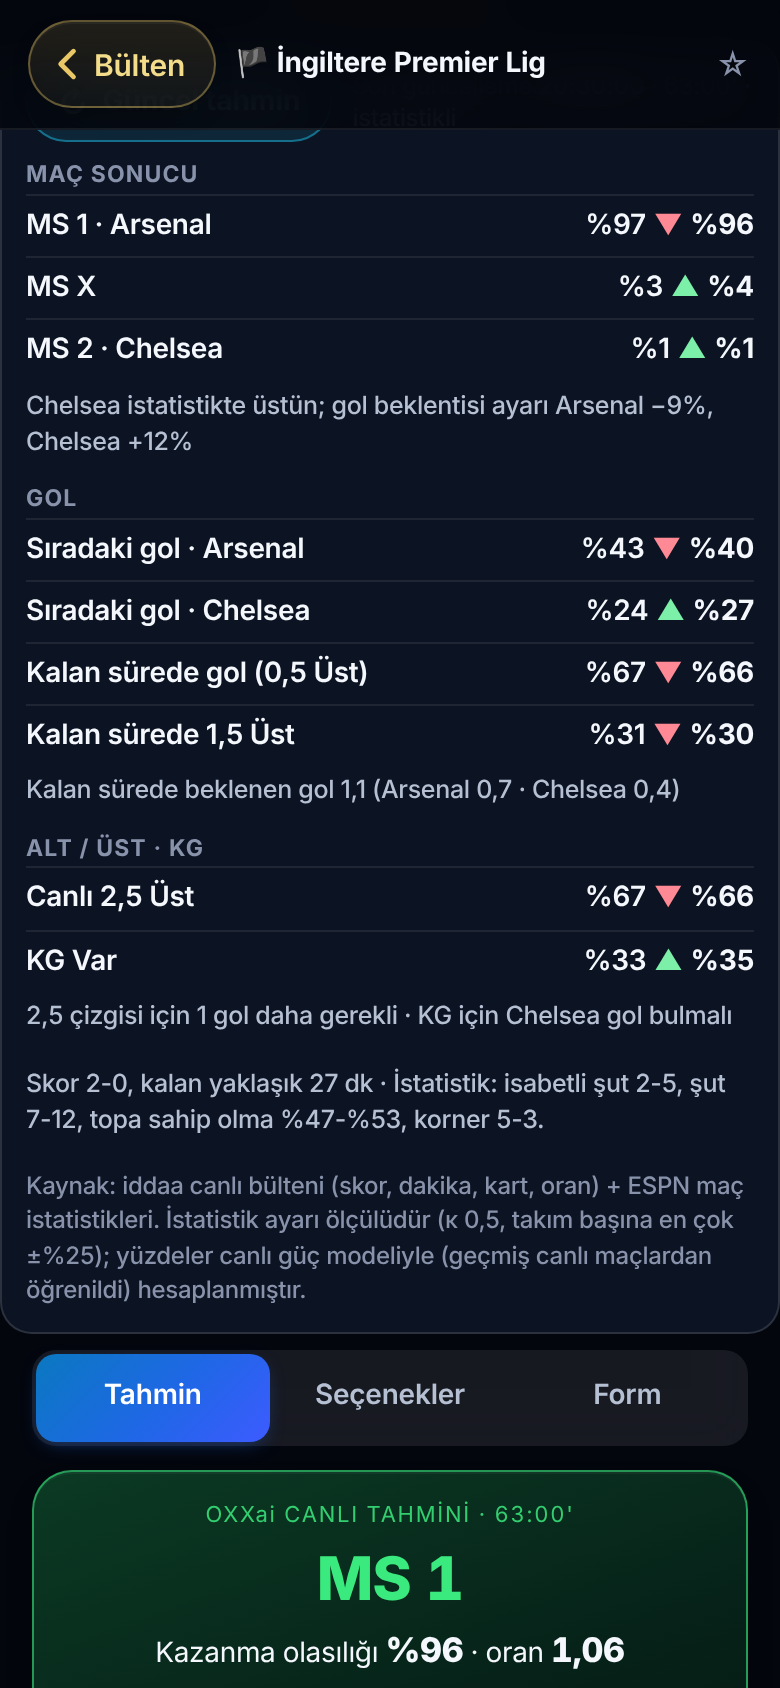 Bülten
İngiltere Premier Lig
istatistikli
MAÇ SONUCU
MS 1 · Arsenal %97 ▼ %96
MS X %3 ▲ %4
MS 2 · Chelsea %1 ▲ %1
Chelsea istatistikte üstün; gol beklentisi ayarı Arsenal −9%,
Chelsea +12%
GOL
Sıradaki gol · Arsenal %43 ▼ %40
Sıradaki gol · Chelsea %24 ▲ %27
Kalan sürede gol (0,5 Üst) %67 ▼ %66
Kalan sürede 1,5 Üst %31 ▼ %30
Kalan sürede beklenen gol 1,1 (Arsenal 0,7 · Chelsea 0,4)
ALT / ÜST · KG
Canlı 2,5 Üst %67 ▼ %66
KG Var %33 ▲ %35
2,5 çizgisi için 1 gol daha gerekli · KG için Chelsea gol bulmalı
Skor 2-0, kalan yaklaşık 27 dk · İstatistik: isabetli şut 2-5, şut
7-12, topa sahip olma %47-%53, korner 5-3.
Kaynak: iddaa canlı bülteni (skor, dakika, kart, oran) + ESPN maç
istatistikleri. İstatistik ayarı ölçülüdür (κ 0,5, takım başına en çok
±%25); yüzdeler canlı güç modeliyle (geçmiş canlı maçlardan
öğrenildi) hesaplanmıştır.
Tahmin Seçenekler Form
OXXai CANLI TAHMİNİ · 63:00'
MS 1
Kazanma olasılığı %96 · oran 1,06